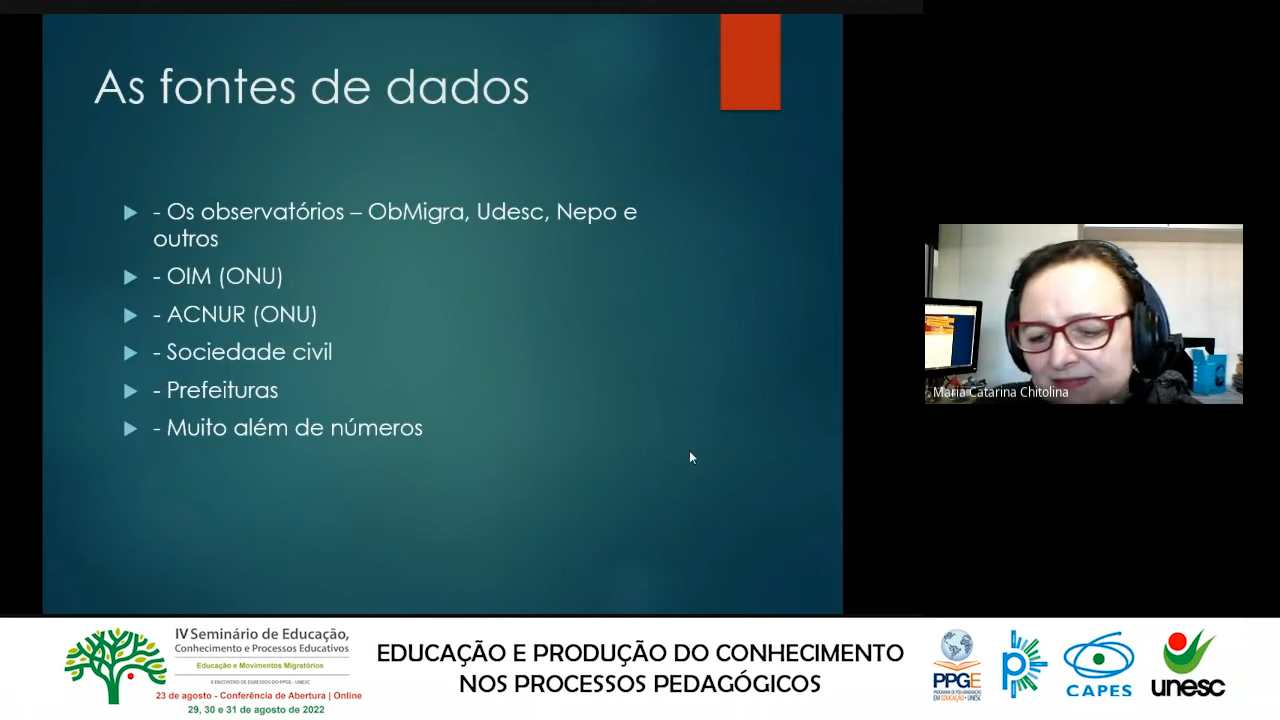 As fontes de dados
- Os observatórios – ObMigra, Udesc, Nepo e
outros
- OIM (ONU)
- ACNUR (ONU)
- Sociedade civil
- Prefeituras
- Muito além de números
Maria Catarina Chitolina
IV Seminário de Educação,
Conhecimento e Processos Educativos
Educação e Movimentos Migratórios
II ENCONTRO DE EGRESSOS DO PPGE - UNESC
23 de agosto - Conferência de Abertura | Online
29, 30 e 31 de agosto de 2022
EDUCAÇÃO E PRODUÇÃO DO CONHECIMENTO
NOS PROCESSOS PEDAGÓGICOS
PPGE
PROGRAMA DE PÓS-GRADUAÇÃO
EM EDUCAÇÃO - UNESC
CAPES
unesc